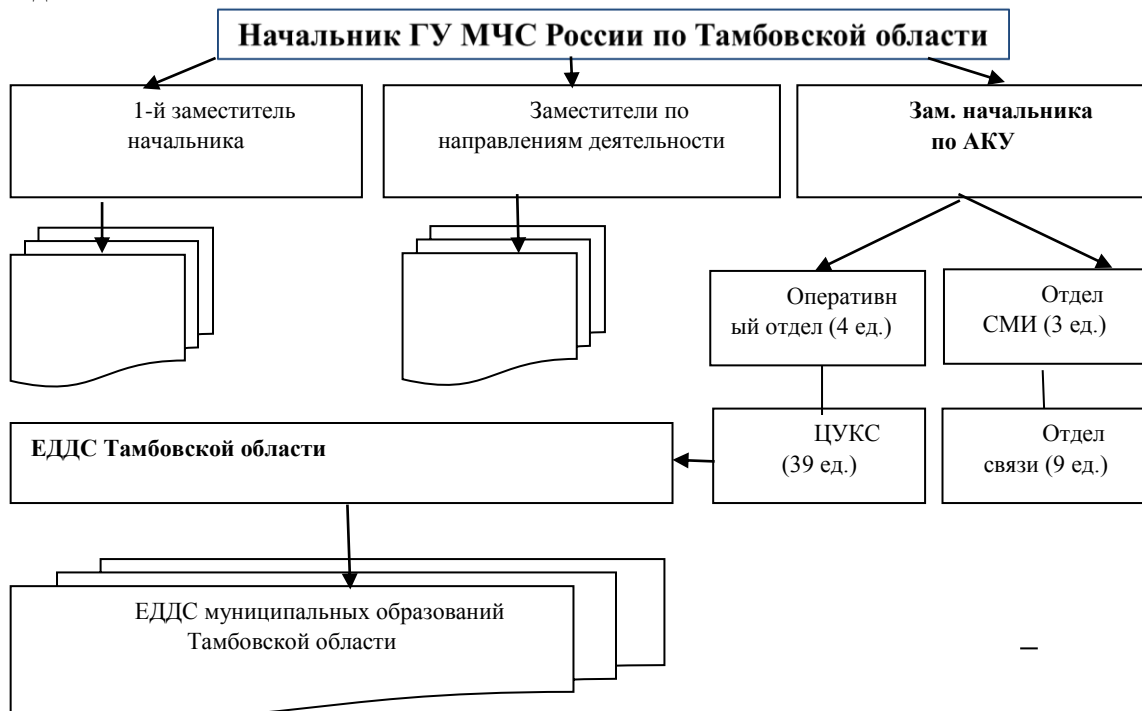 Начальник ГУ МЧС России по Тамбовской области
1-й заместитель
начальника
Заместители по
направлениям деятельности
Зам. начальника
по АКУ
Оперативн
ый отдел (4 ед.)
Отдел
СМИ (3 ед.)
ЕДДС Тамбовской области
ЦУКС
(39 ед.)
Отдел
связи (9 ед.)
ЕДДС муниципальных образований
Тамбовской области